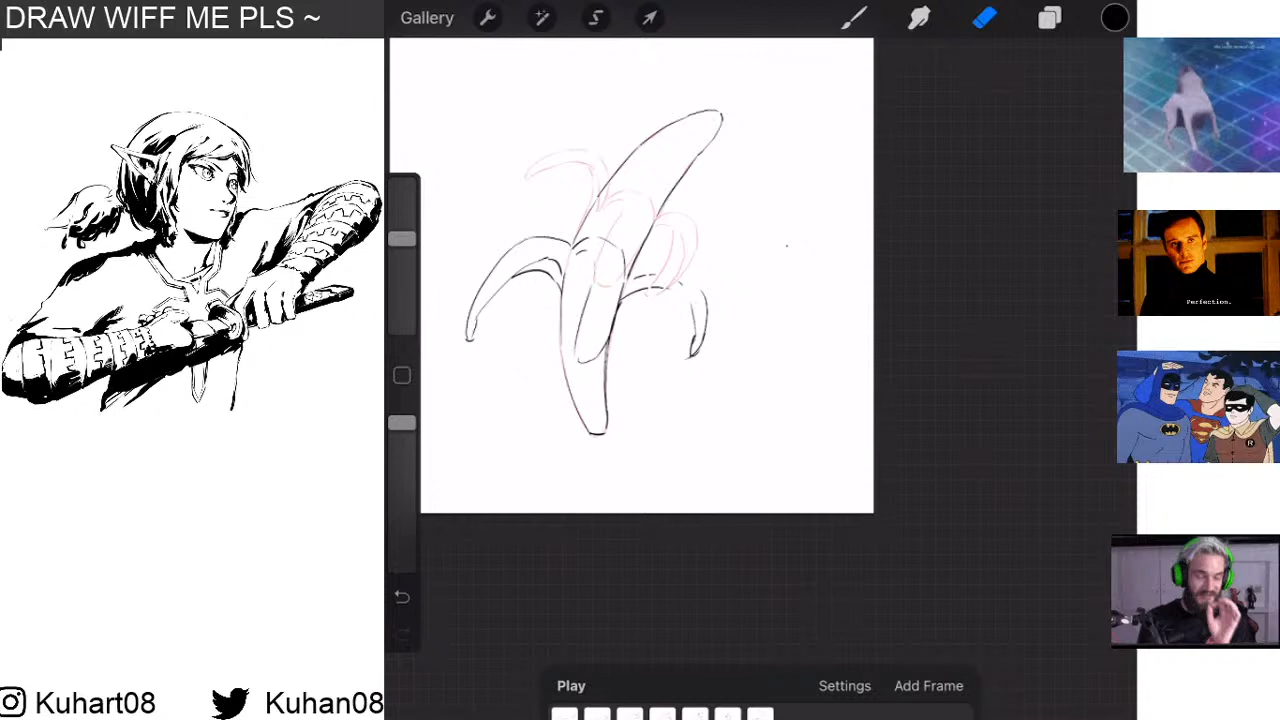 DRAW WIFF ME PLS ~
Gallery
Perfection.
Play
Settings
Add Frame
Kuhart08
Kuhan08